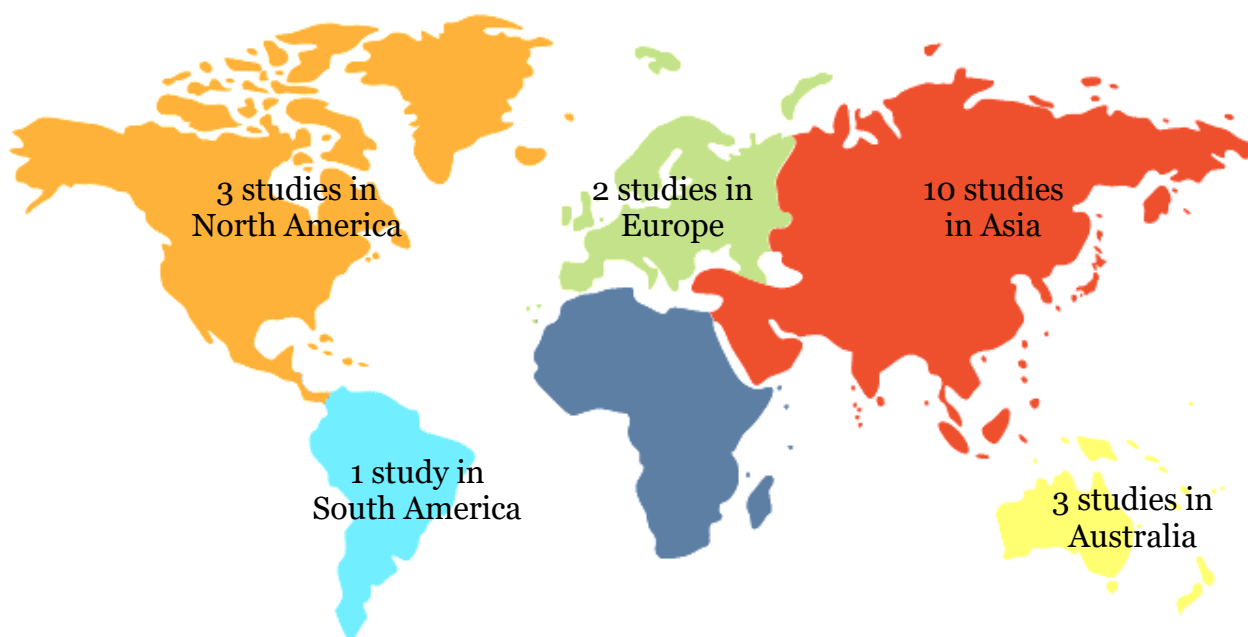 3 studies in
North America
2 studies in
Europe
10 studies
in Asia
1 study in
South America
3 studies in
Australia